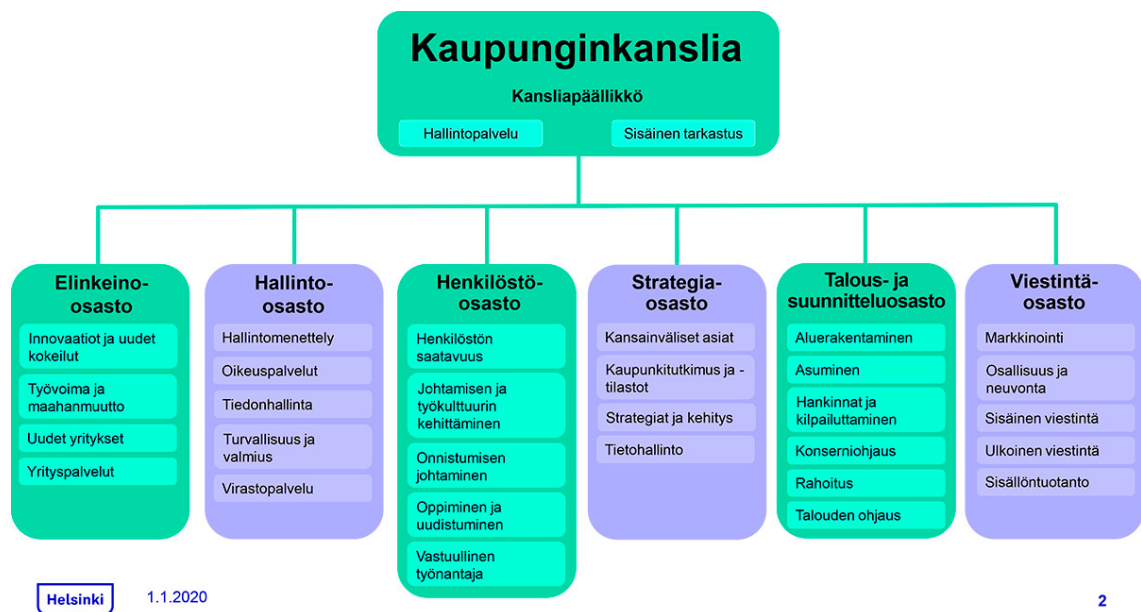 Kaupunginkanslia
Kansliapäällikkö
Hallintopalvelu
Sisäinen tarkastus
Elinkeino-
osasto
Innovaatiot ja uudet
kokeilut
Työvoima ja
maahanmuutto
Uudet yritykset
Yrityspalvelut
Hallinto-
osasto
Hallintomenettely
Oikeuspalvelut
Tiedonhallinta
Turvallisuus ja
valmius
Virastopalvelu
Henkilöstö-
osasto
Henkilöstön
saatavuus
Johtamisen ja
työkulttuurin
kehittäminen
Onnistumisen
johtaminen
Oppiminen ja
uudistuminen
Vastuullinen
työnantaja
Strategia-
osasto
Kansainväliset asiat
Kaupunkitutkimus ja -
tilastot
Strategiat ja kehitys
Tietohallinto
Talous- ja
suunnitteluosasto
Aluerakentaminen
Asuminen
Hankinnat ja
kilpailuttaminen
Konserniohjaus
Rahoitus
Talouden ohjaus
Viestintä-
osasto
Markkinointi
Osallisuus ja
neuvonta
Sisäinen viestintä
Ulkoinen viestintä
Sisällöntuotanto
Helsinki
1.1.2020
2